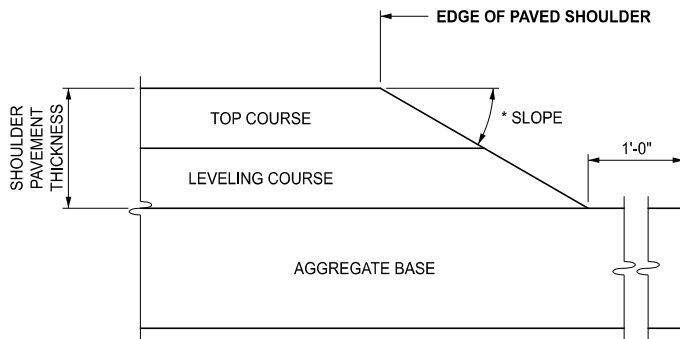 EDGE OF PAVED SHOULDER
SHOULDER
PAVEMENT
THICKNESS
TOP COURSE
* SLOPE
1'-0"
LEVELING COURSE
AGGREGATE BASE